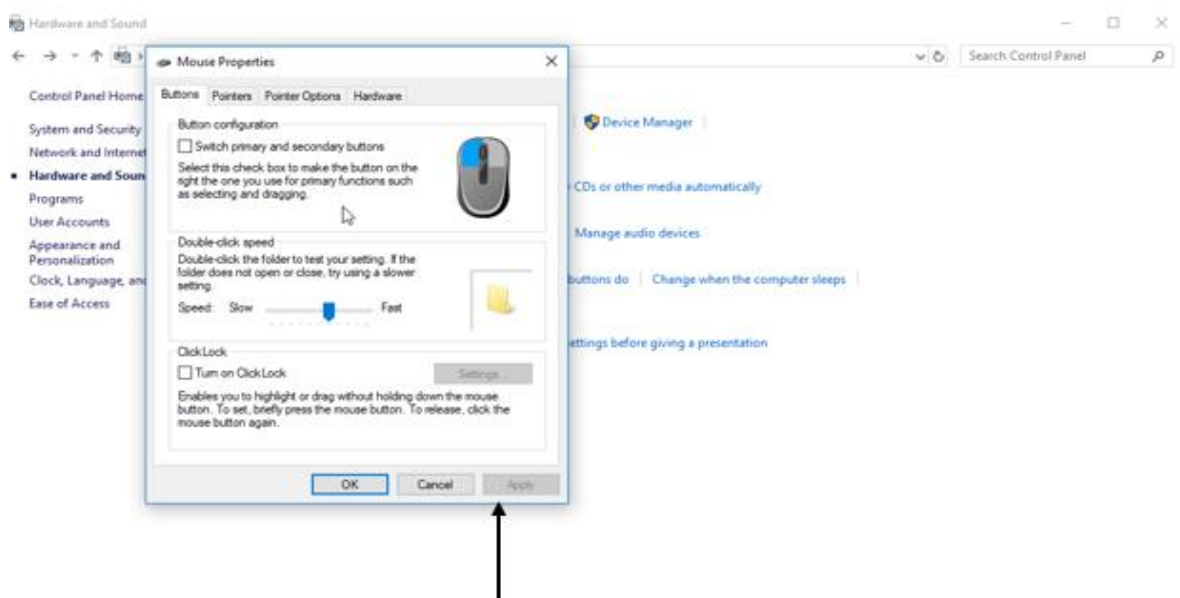 Hardware and Sound
Search Control Panel
Mouse Properties
Buttons Pointers Pointer Options Hardware
Button configuration
Switch primary and secondary buttons
Select this check box to make the button on the
right the one you use for primary functions such
as selecting and dragging.
Double-click speed
Double-click the folder to test your setting. If the
folder does not open or close, try using a slower
setting.
Speed: Slow Fast
ClickLock
Turn on ClickLock
Settings...
Enables you to highlight or drag without holding down the mouse
button. To set, briefly press the mouse button. To release, click the
mouse button again.
OK Cancel Apply
Control Panel Home
System and Security
Network and Internet
Hardware and Soun
Programs
User Accounts
Appearance and
Personalization
Clock, Language, and
Ease of Access
Device Manager
CDs or other media automatically
Manage audio devices
buttons do Change when the computer sleeps
ettings before giving a presentation